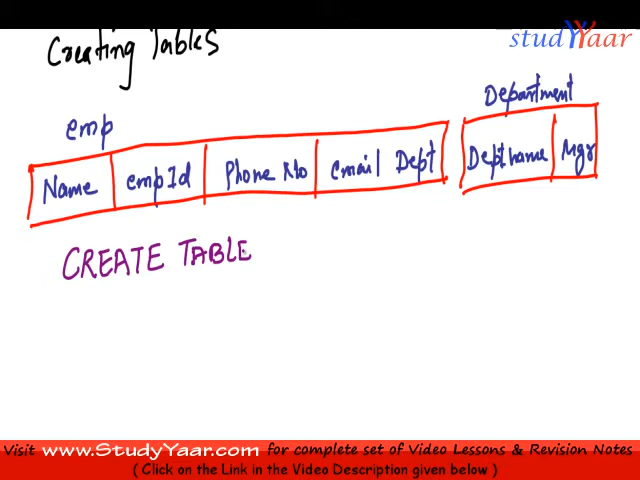 Creating Tables
studYYaar
Department
emp
Name empId Phone No email Dept Deptname Mgr
CREATE TABLE
Visit www.StudyYaar.com for complete set of Video Lessons & Revision Notes
( Click on the Link in the Video Description given below )